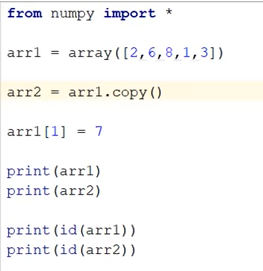 from numpy import *
arr1 = array([2,6,8,1,3])
arr2 = arr1.copy()
arr1[1] = 7
print(arr1)
print(arr2)
print(id(arr1))
print(id(arr2))